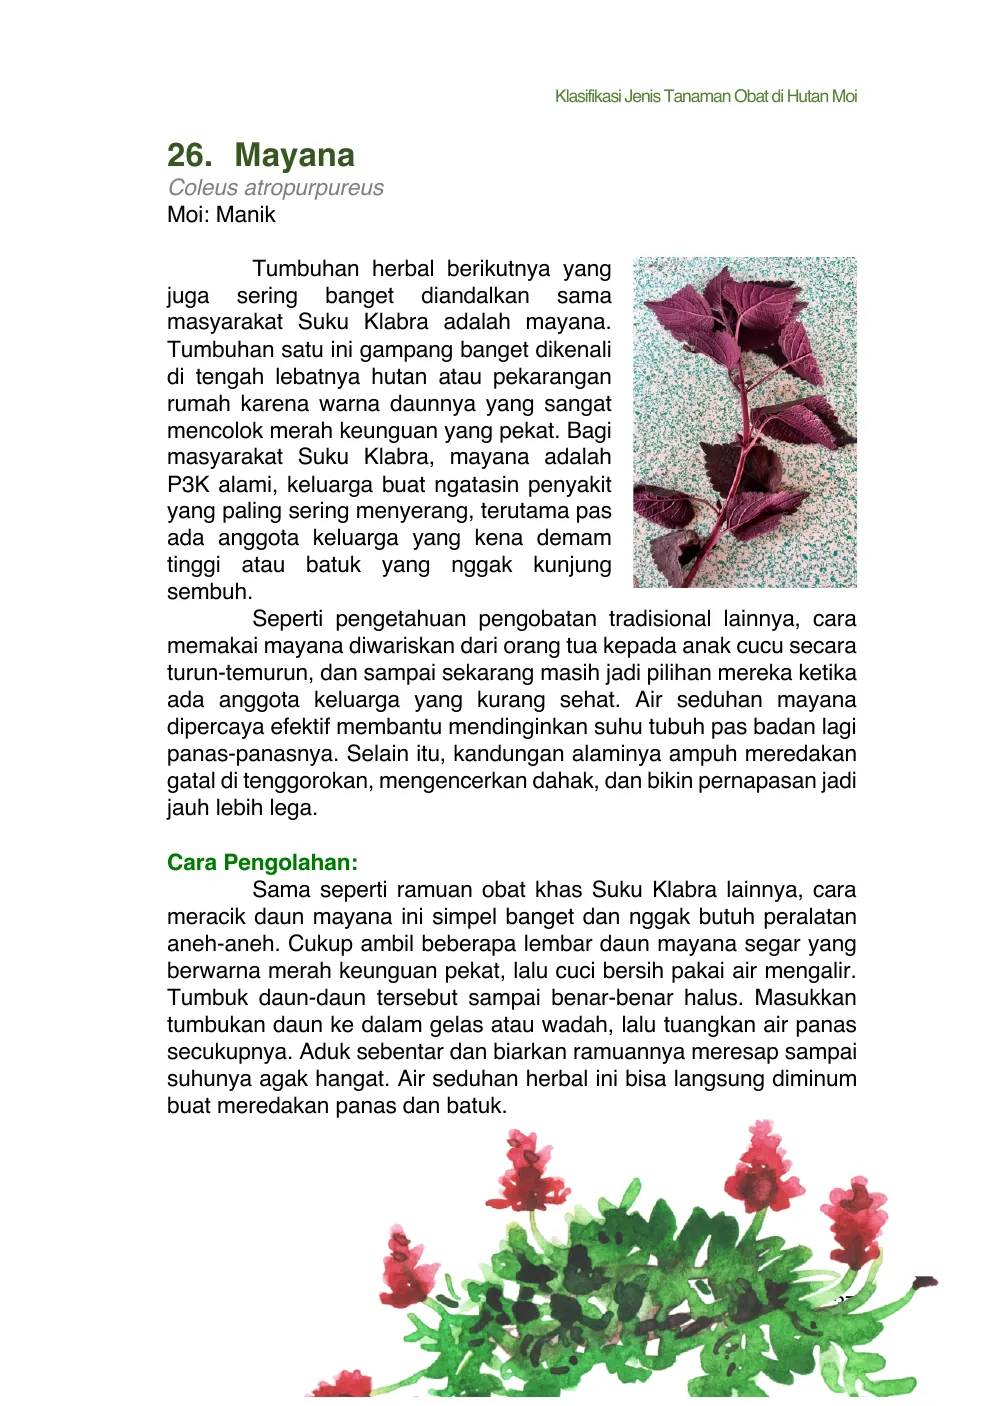 Klasifikasi Jenis Tanaman Obat di Hutan Moi
26. Mayana
Coleus atropurpureus
Moi: Manik
Tumbuhan herbal berikutnya yang
juga sering banget diandalkan sama
masyarakat Suku Klabra adalah mayana.
Tumbuhan satu ini gampang banget dikenali
di tengah lebatnya hutan atau pekarangan
rumah karena warna daunnya yang sangat
mencolok merah keunguan yang pekat. Bagi
masyarakat Suku Klabra, mayana adalah
P3K alami, keluarga buat ngatasin penyakit
yang paling sering menyerang, terutama pas
ada anggota keluarga yang kena demam
tinggi atau batuk yang nggak kunjung
sembuh.
Seperti pengetahuan pengobatan tradisional lainnya, cara
memakai mayana diwariskan dari orang tua kepada anak cucu secara
turun-temurun, dan sampai sekarang masih jadi pilihan mereka ketika
ada anggota keluarga yang kurang sehat. Air seduhan mayana
dipercaya efektif membantu mendinginkan suhu tubuh pas badan lagi
panas-panasnya. Selain itu, kandungan alaminya ampuh meredakan
gatal di tenggorokan, mengencerkan dahak, dan bikin pernapasan jadi
jauh lebih lega.
Cara Pengolahan:
Sama seperti ramuan obat khas Suku Klabra lainnya, cara
meracik daun mayana ini simpel banget dan nggak butuh peralatan
aneh-aneh. Cukup ambil beberapa lembar daun mayana segar yang
berwarna merah keunguan pekat, lalu cuci bersih pakai air mengalir.
Tumbuk daun-daun tersebut sampai benar-benar halus. Masukkan
tumbukan daun ke dalam gelas atau wadah, lalu tuangkan air panas
secukupnya. Aduk sebentar dan biarkan ramuannya meresap sampai
suhunya agak hangat. Air seduhan herbal ini bisa langsung diminum
buat meredakan panas dan batuk.